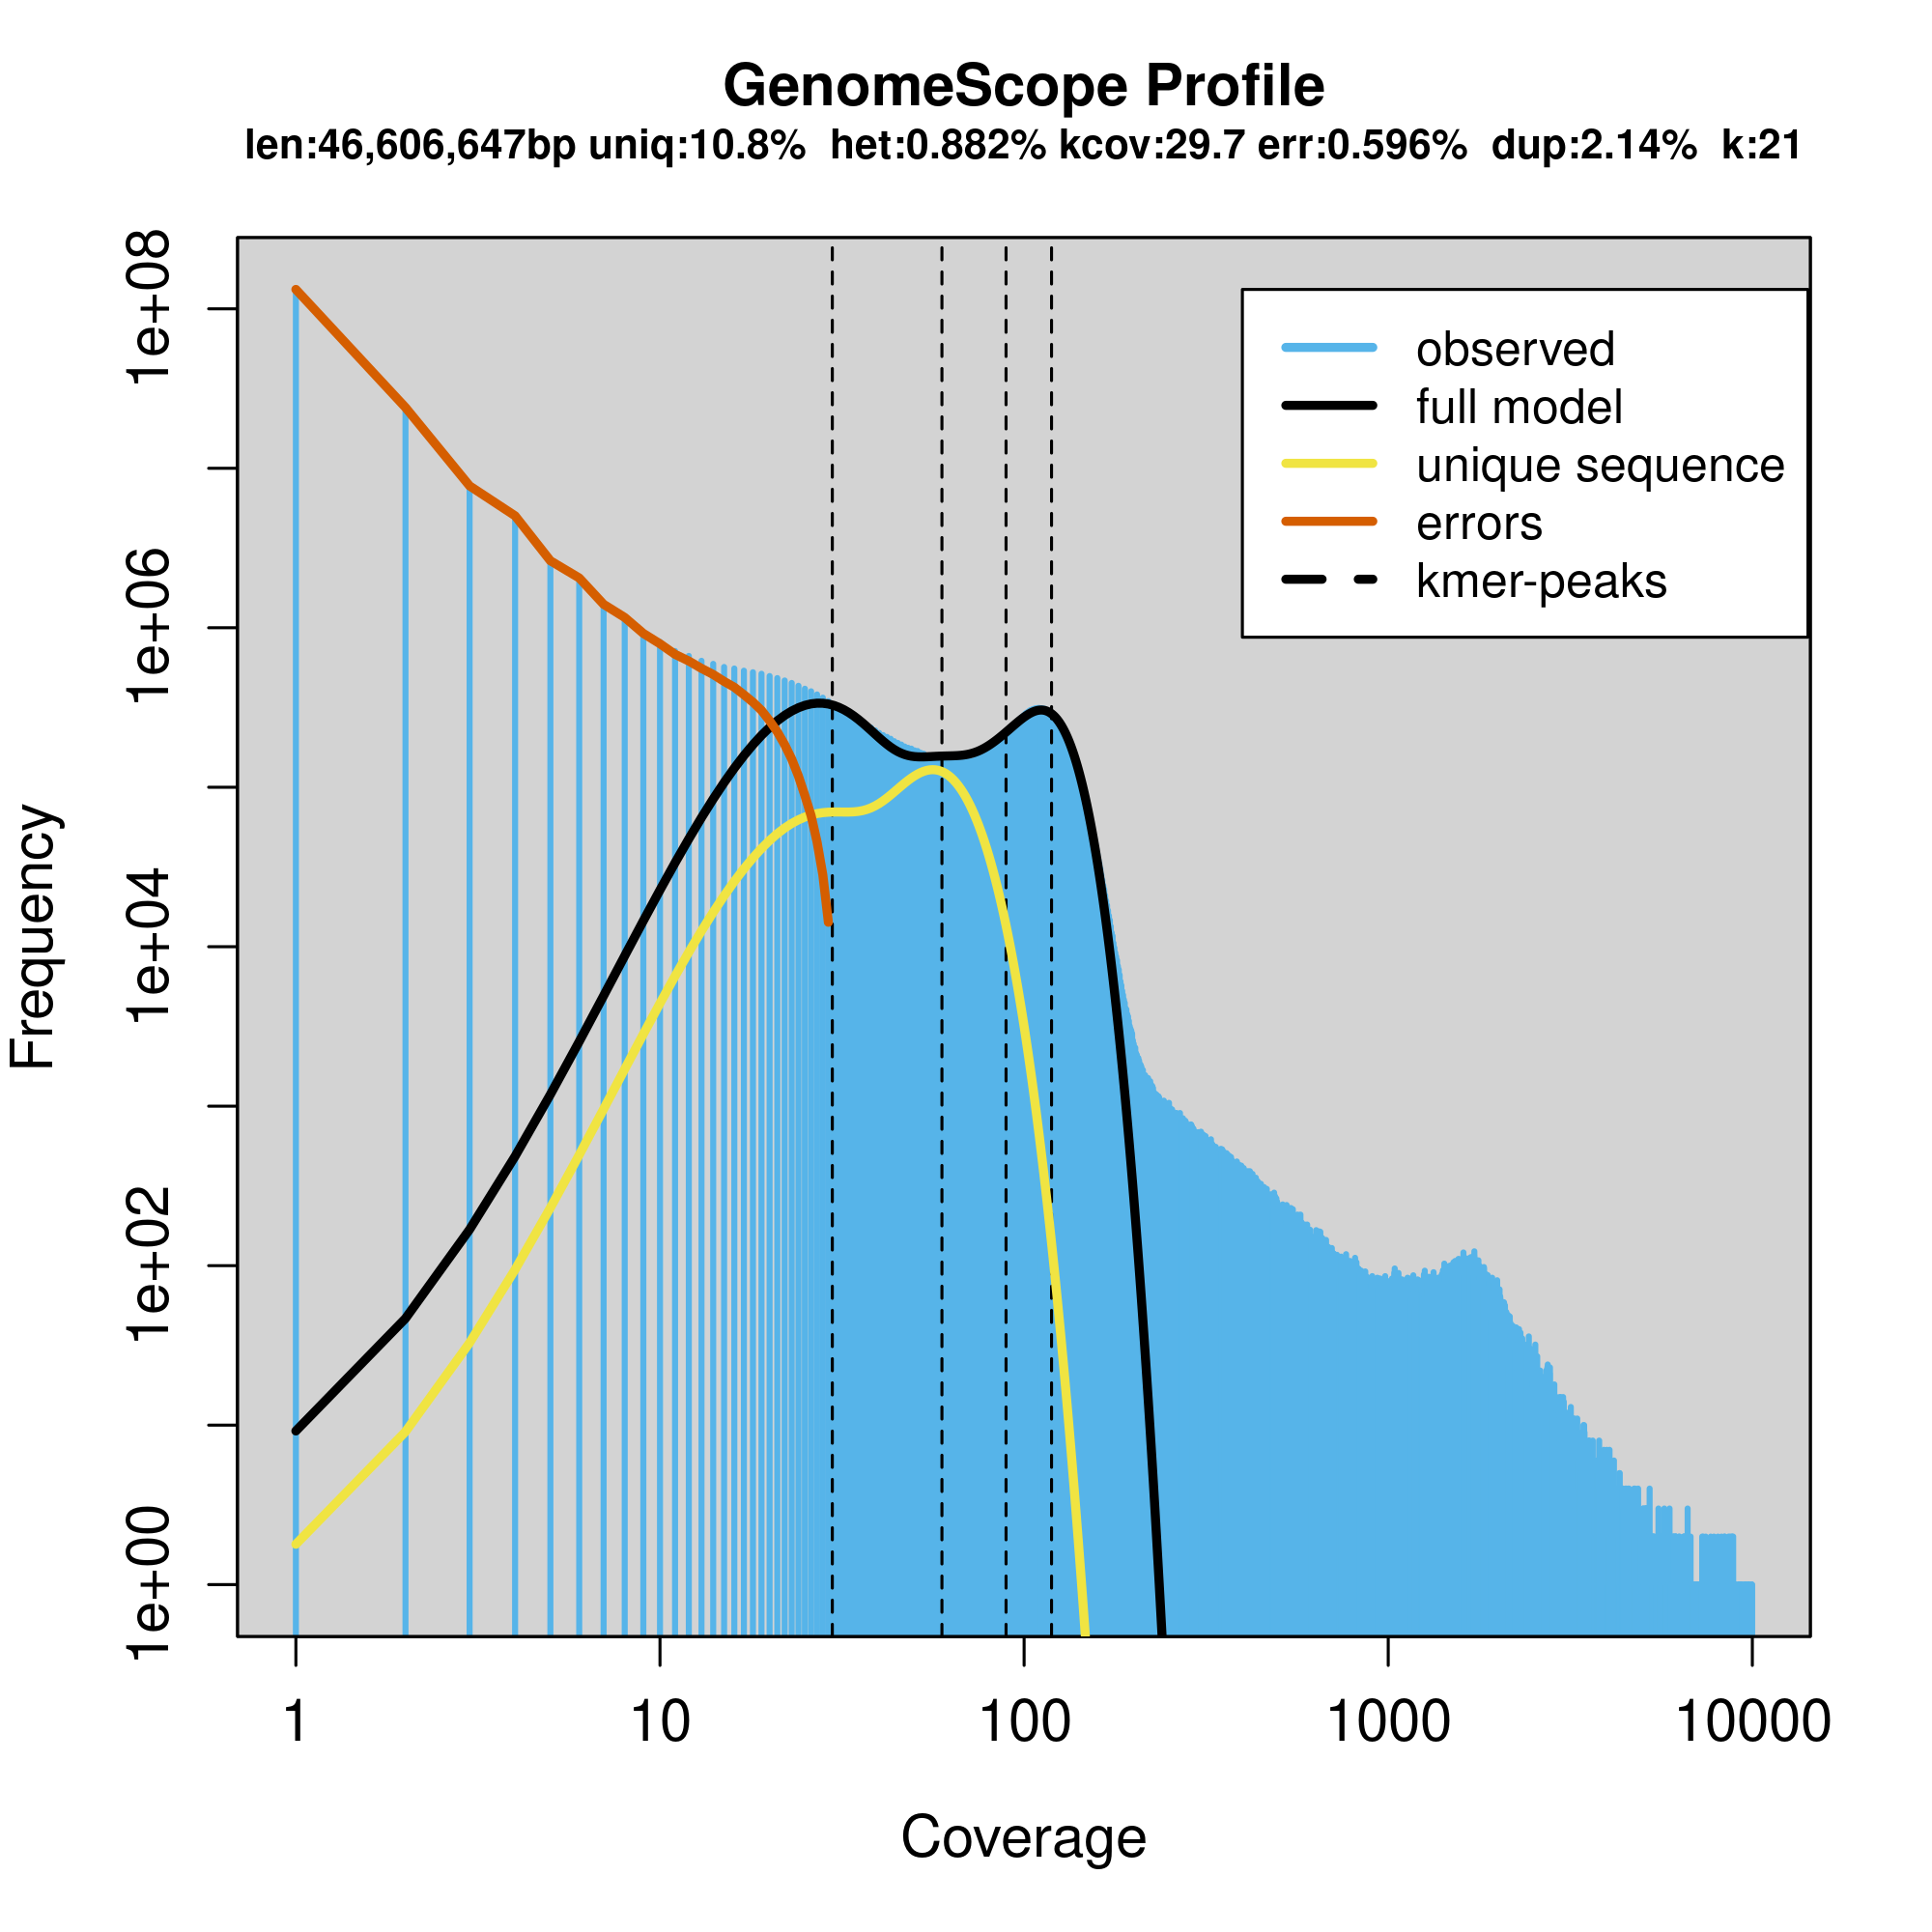 GenomeScope Profile
len:46,606,647bp uniq:10.8% het:0.882% kcov:29.7 err:0.596% dup:2.14% k:21
1e+08
1e+06
1e+04
1e+02
1e+00
Frequency
observed
full model
unique sequence
errors
kmer-peaks
1
10
100
1000
10000
Coverage